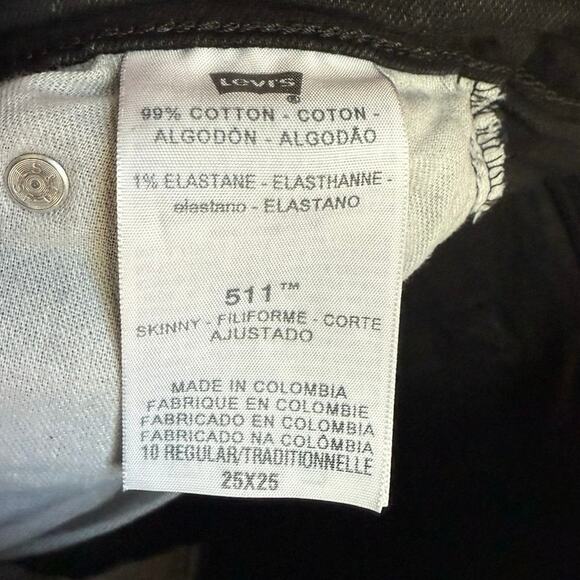 Levi's
®
99% COTTON - COTON -
ALGODÓN - ALGODÃO
1% ELASTANE - ELASTHANNE -
elastano - ELASTANO
511™
SKINNY - FILIFORME - CORTE
AJUSTADO
MADE IN COLOMBIA
FABRIQUE EN COLOMBIE
FABRICADO EN COLOMBIA
FABRICADO NA COLÔMBIA
10 REGULAR/TRADITIONNELLE
25X25